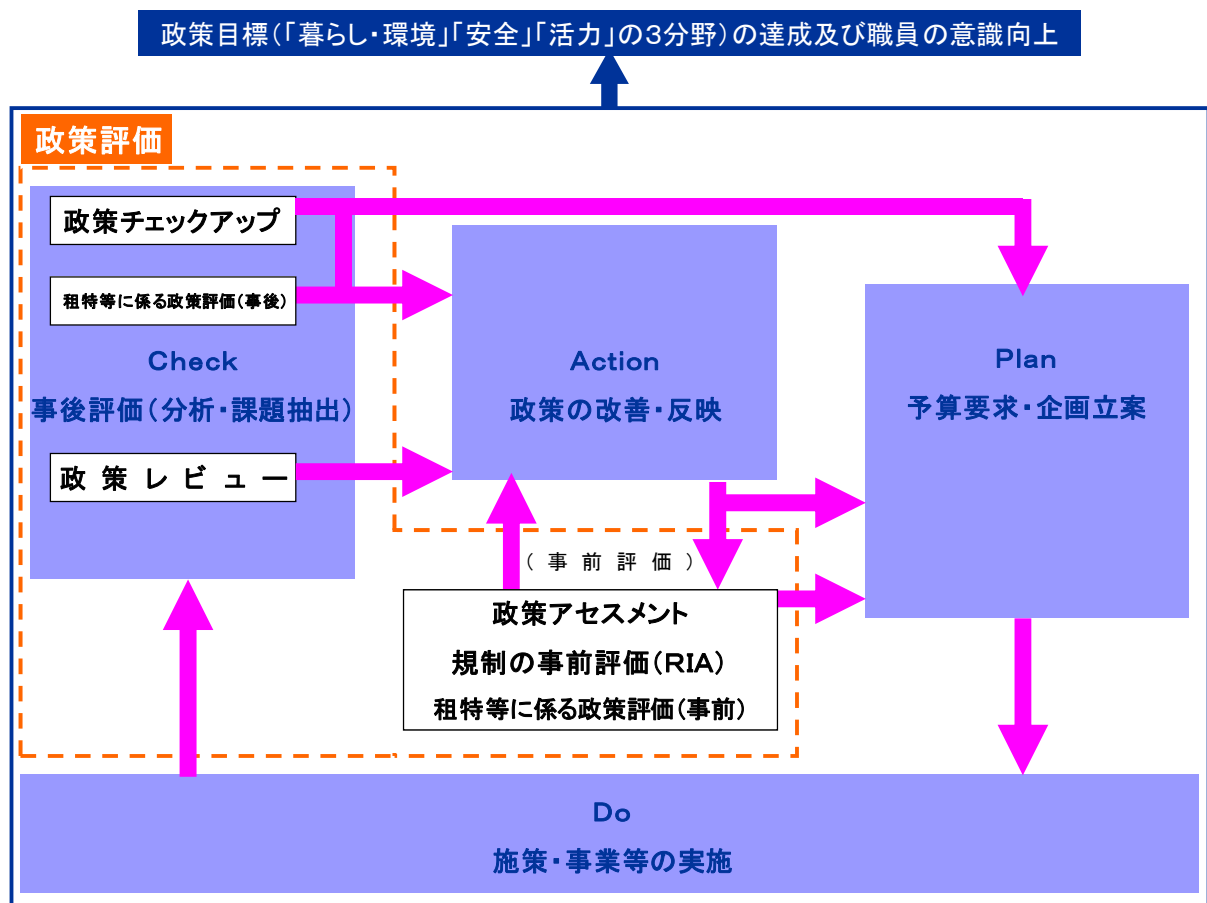 政策目標(「暮らし・環境」「安全」「活力」の3分野)の達成及び職員の意識向上
政策評価
政策チェックアップ
租特等に係る政策評価(事後)
Check
事後評価(分析・課題抽出)
政策レビュー
Action
政策の改善・反映
Plan
予算要求・企画立案
(事前評価)
政策アセスメント
規制の事前評価(RIA)
租特等に係る政策評価(事前)
Do
施策・事業等の実施